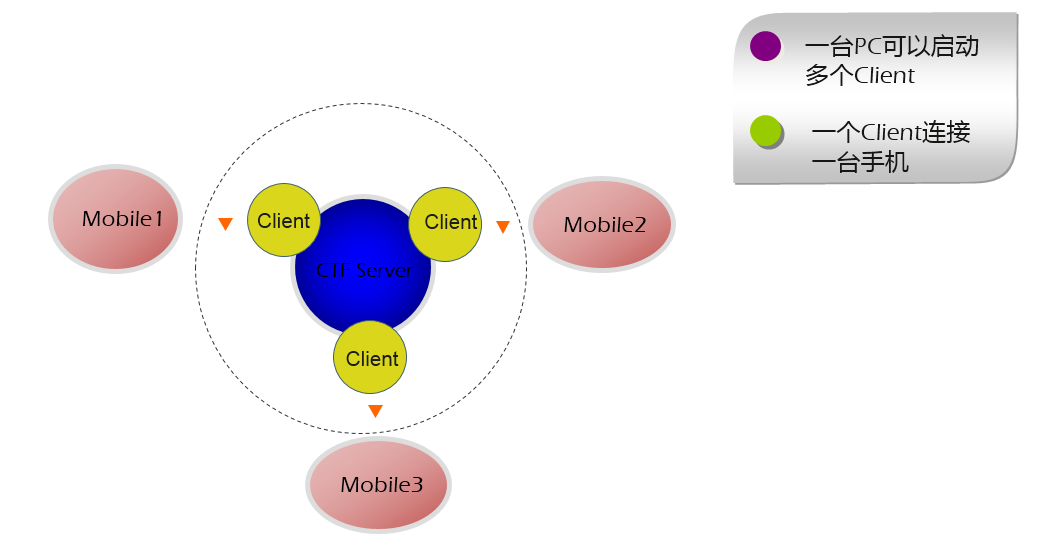 一台PC可以启动
多个Client
一个Client连接
一台手机
Mobile1
Client
Client
Mobile2
CTF Server
Client
Mobile3